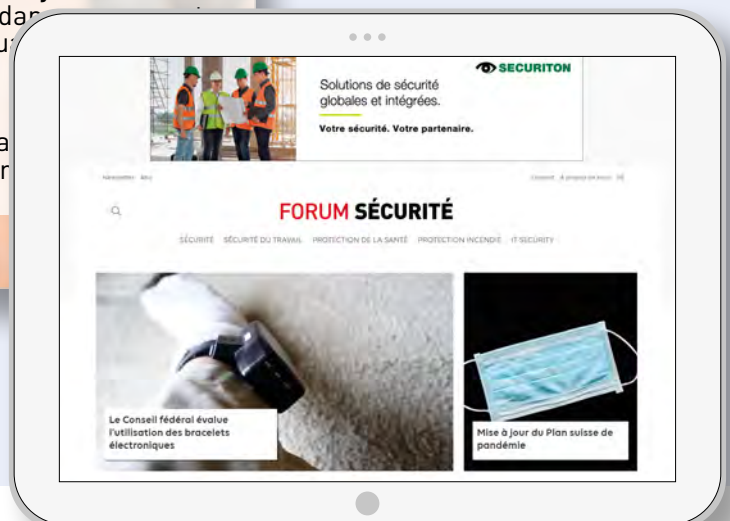 SECURITON
Solutions de sécurité
globales et intégrées.
Votre sécurité. Votre partenaire.
Newsletter
FORUM SÉCURITÉ
SÉCURITÉ SÉCURITÉ DU TRAVAIL PROTECTION DE LA SANTÉ PROTECTION INCENDIE IT SECURITY
Le Conseil fédéral évalue
l'utilisation des bracelets
électroniques
Mise à jour du Plan suisse de
pandémie